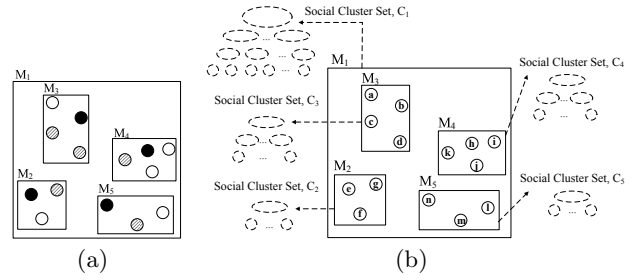 Social Cluster Set, C1
...
...
...
M1
M3
M4
M2
M5
(a)
M1
M3
a
b
c
d
Social Cluster Set, C3
...
...
M4
k
h
i
j
Social Cluster Set, C4
...
...
M2
e
g
f
Social Cluster Set, C2
...
M5
n
l
m
Social Cluster Set, C5
...
(b)